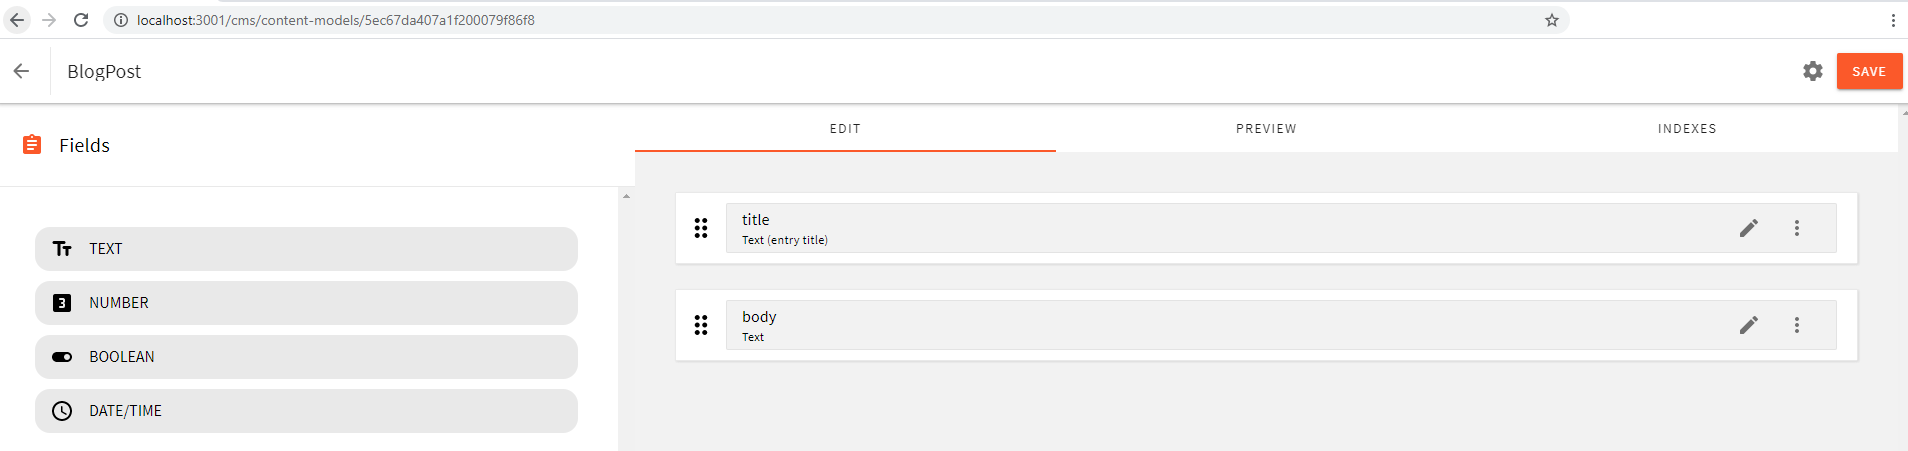 localhost:3001/cms/content-models/5ec67da407a1f200079f86f8
BlogPost
SAVE
Fields
EDIT
PREVIEW
INDEXES
TEXT
3 NUMBER
BOOLEAN
DATE/TIME
title
Text (entry title)
body
Text